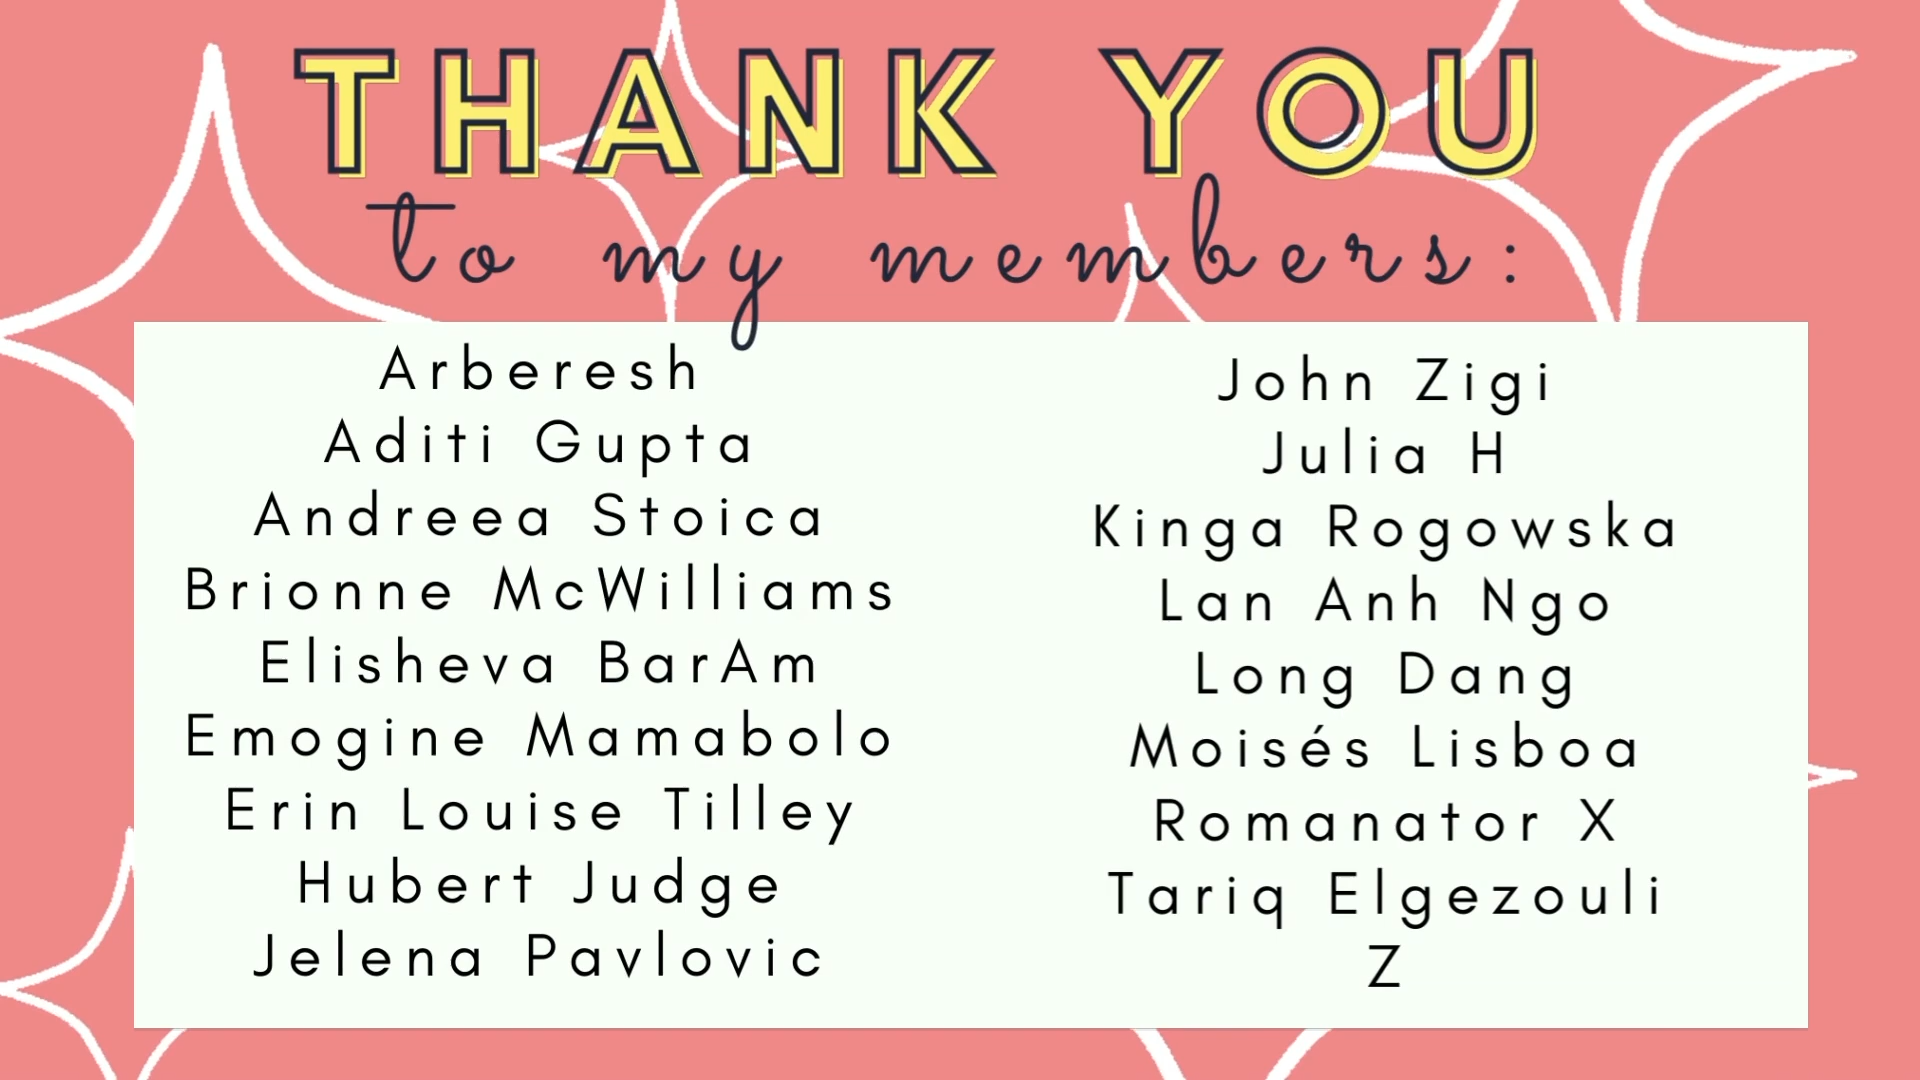 THANK YOU
to my members:
Arberesh
Aditi Gupta
Andreea Stoica
Brionne McWilliams
Elisheva BarAm
Emogine Mamabolo
Erin Louise Tilley
Hubert Judge
Jelena Pavlovic
John Zigi
Julia H
Kinga Rogowska
Lan Anh Ngo
Long Dang
Moisés Lisboa
Romanator X
Tariq Elgezouli
Z